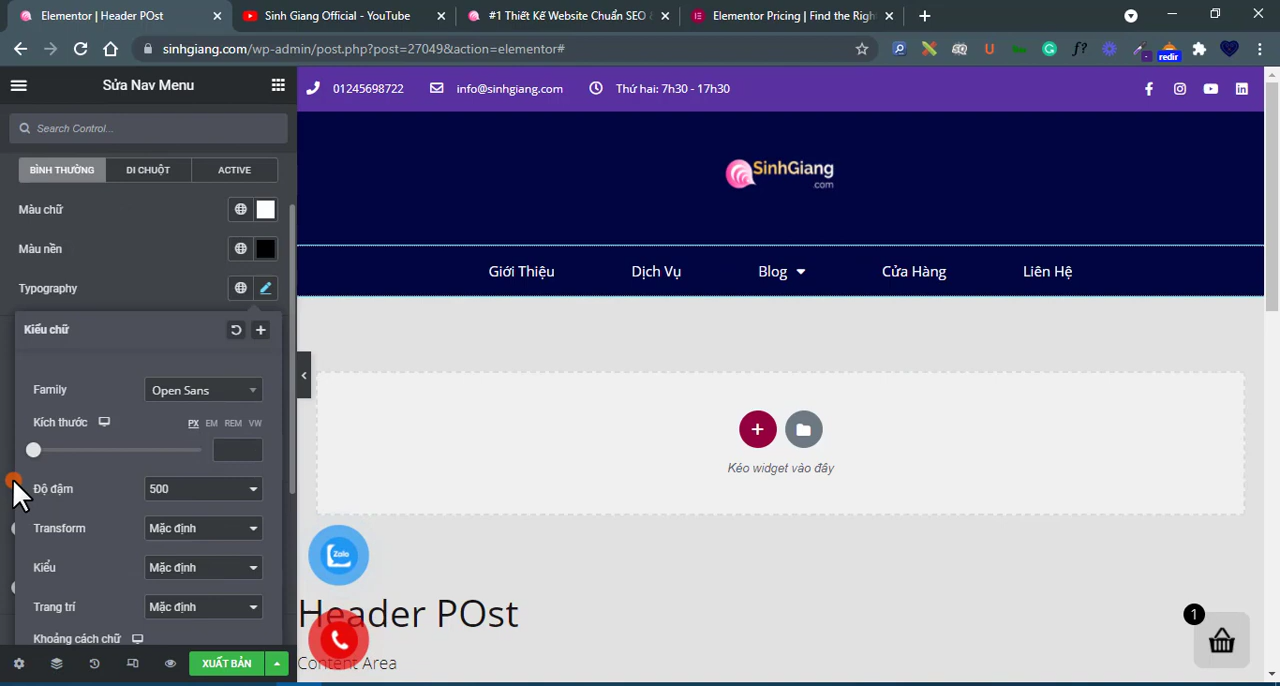 Elementor | Header POst
Sinh Giang Official - YouTube
#1 Thiết Kế Website Chuẩn SEO
Elementor Pricing | Find the Righ
sinhgiang.com/wp-admin/post.php?post=27049&action=elementor#
redir
Sửa Nav Menu
01245698722
info@sinhgiang.com
Thứ hai: 7h30 - 17h30
Search Control...
BÌNH THƯỜNG
DI CHUỘT
ACTIVE
SinhGiang
.com
Màu chữ
Màu nền
Giới Thiệu
Dịch Vụ
Blog
Cửa Hàng
Liên Hệ
Typography
Kiểu chữ
Family
Open Sans
Kích thước
PX
EM
REM
VW
Kéo widget vào đây
Độ đậm
500
Transform
Mặc định
Zalo
Kiểu
Mặc định
Trang trí
Mặc định
Header POst
1
Khoảng cách chữ
XUẤT BẢN
Content Area